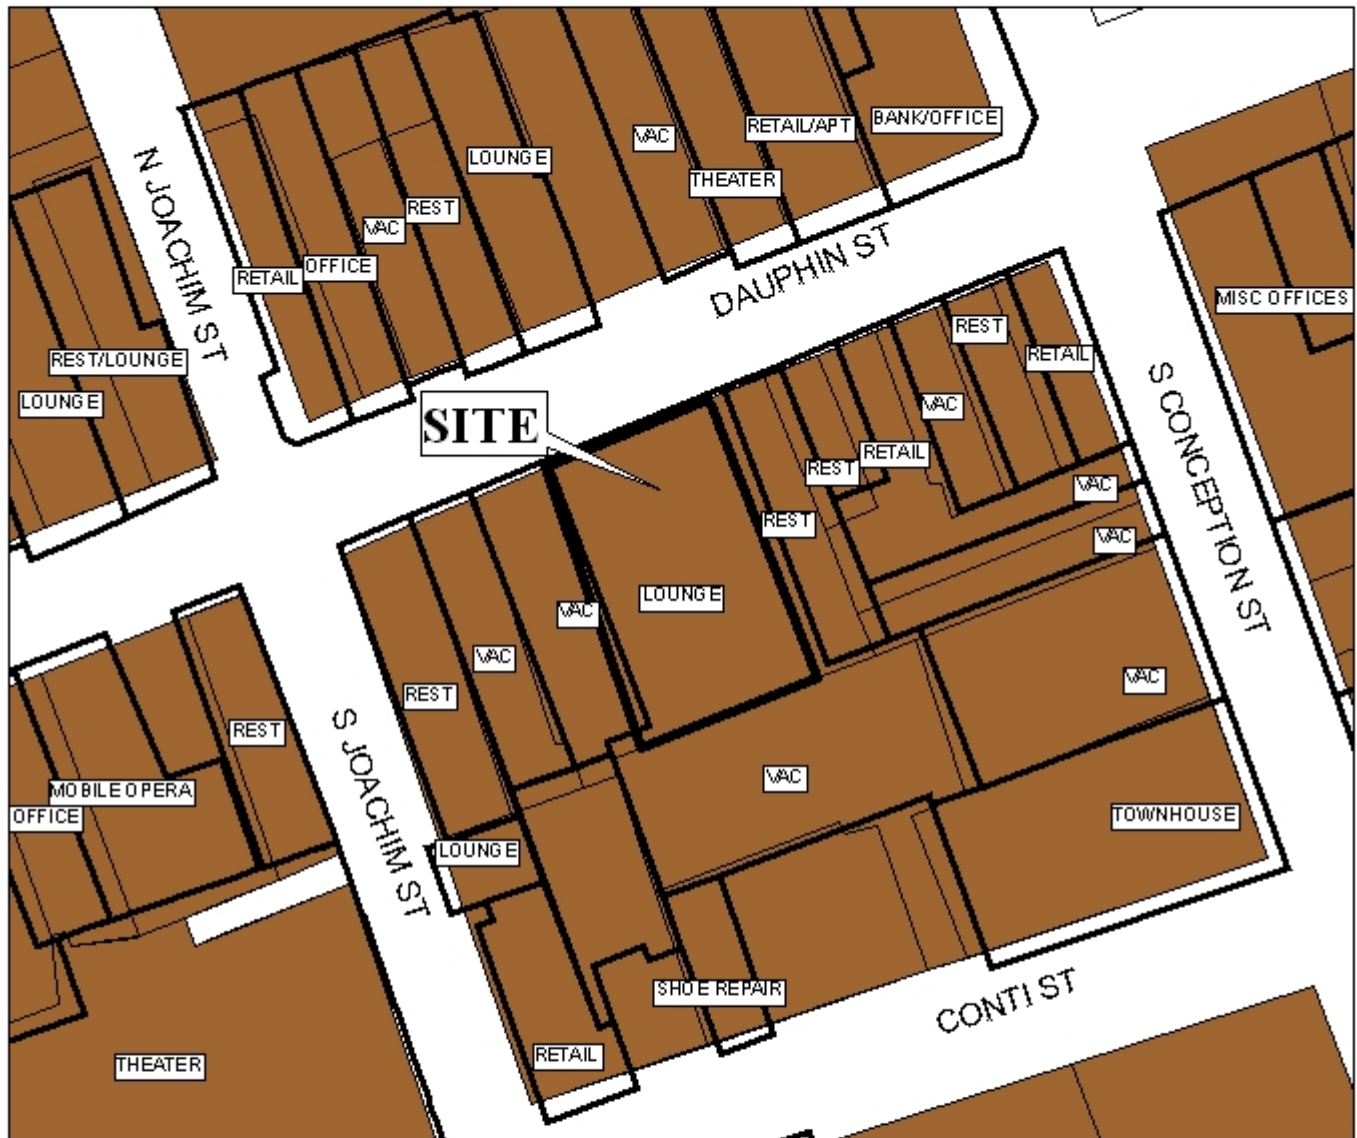 BANK/OFFICE
RETAIL/APT
VAC
LOUNGE
THEATER
REST
VAC
N JOACHIM ST
OFFICE
RETAIL
DAUPHIN ST
MISC OFFICES
REST
RETAIL
REST/LOUNGE
LOUNGE
VAC
SITE
RETAIL
REST
S CONCEPTION ST
VAC
REST
VAC
LOUNGE
VAC
VAC
VAC
REST
REST
S JOACHIM ST
VAC
MOBILE OPERA
OFFICE
TOWNHOUSE
LOUNGE
SHOE REPAIR
CONTI ST
RETAIL
THEATER